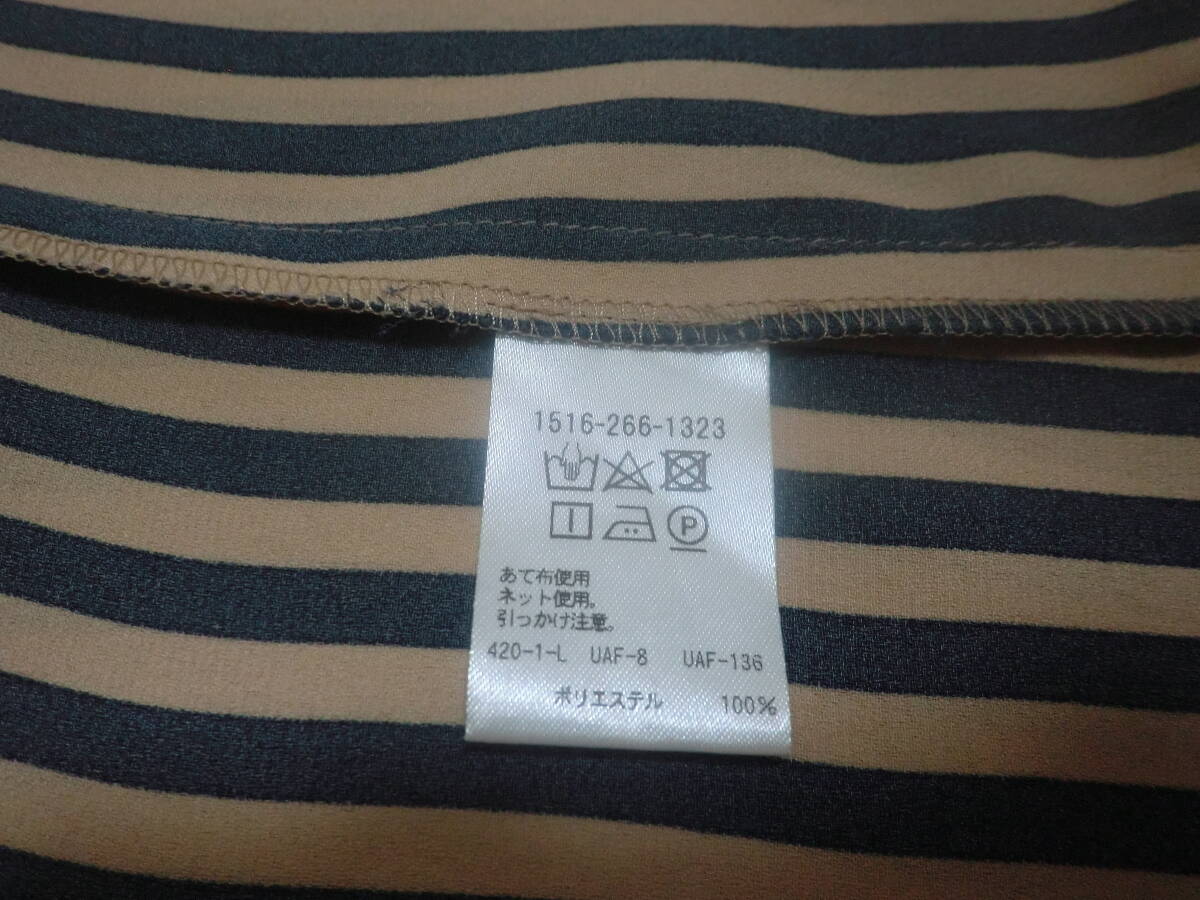 1516-266-1323
P
あて布使用
ネット使用。
引っかけ注意。
420-1-L UAF-8 UAF-136
ポリエステル 100%